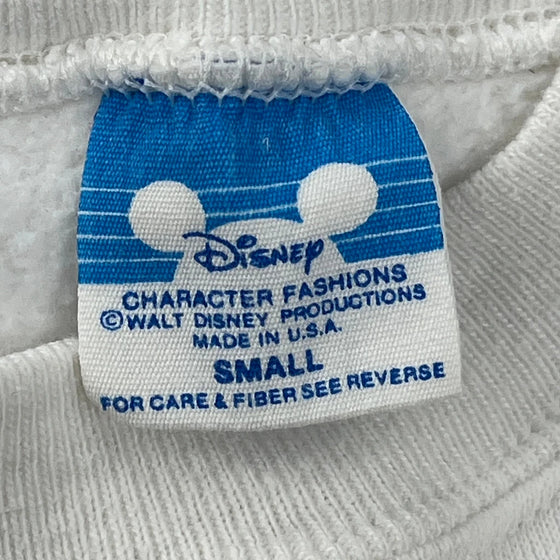 Disney
CHARACTER FASHIONS
©WALT DISNEY PRODUCTIONS
MADE IN U.S.A.
SMALL
FOR CARE & FIBER SEE REVERSE